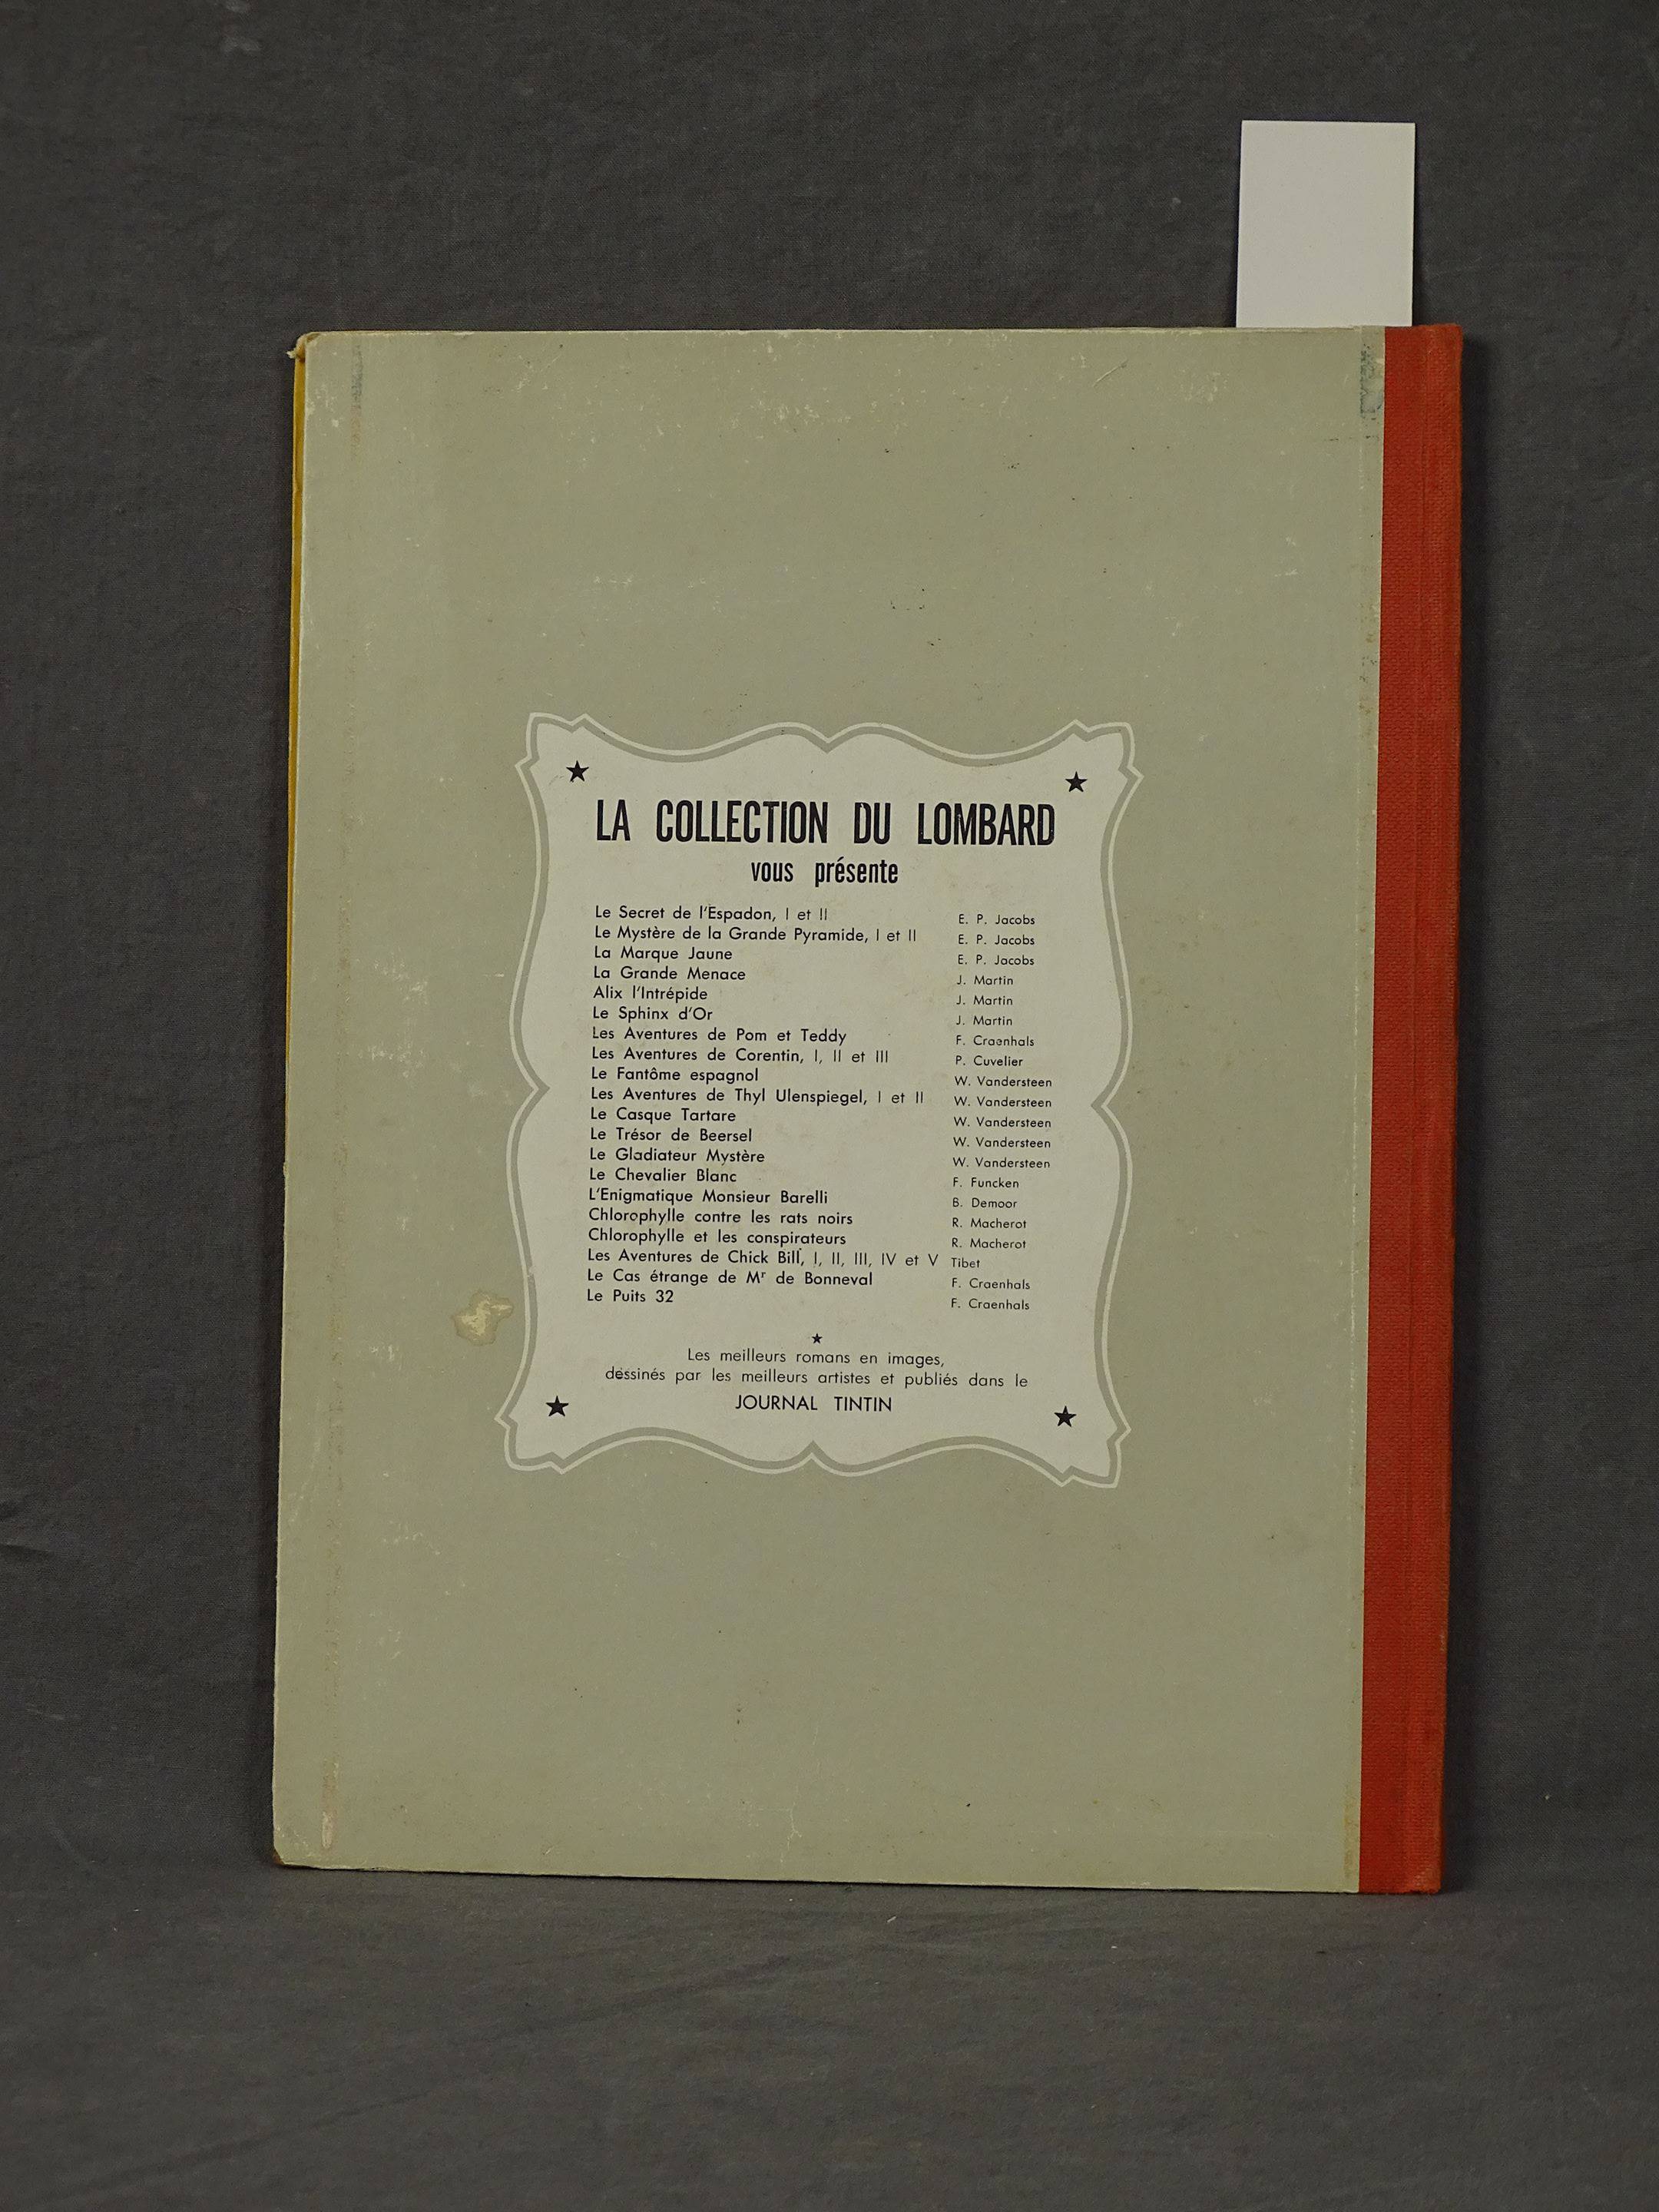 LA COLLECTION DU LOMBARD
vous présente
Le Secret de l'Espadon, I et II E. P. Jacobs
Le Mystère de la Grande Pyramide, I et II E. P. Jacobs
La Marque Jaune E. P. Jacobs
La Grande Menace J. Martin
Alix l'Intrépide J. Martin
Le Sphinx d'Or J. Martin
Les Aventures de Pom et Teddy F. Craenhals
Les Aventures de Corentin, I, II et III P. Cuvelier
Le Fantôme espagnol W. Vandersteen
Les Aventures de Thyl Ulenspiegel, I et II W. Vandersteen
Le Casque Tartare W. Vandersteen
Le Trésor de Beersel W. Vandersteen
Le Gladiateur Mystère W. Vandersteen
Le Chevalier Blanc F. Funcken
L'Enigmatique Monsieur Barelli B. Demoor
Chlorophylle contre les rats noirs R. Macherot
Chlorophylle et les conspirateurs R. Macherot
Les Aventures de Chick Bill, I, II, III, IV et V Tibet
Le Cas étrange de Mr de Bonneval F. Craenhals
Le Puits 32 F. Craenhals
Les meilleurs romans en images,
dessinés par les meilleurs artistes et publiés dans le
JOURNAL TINTIN